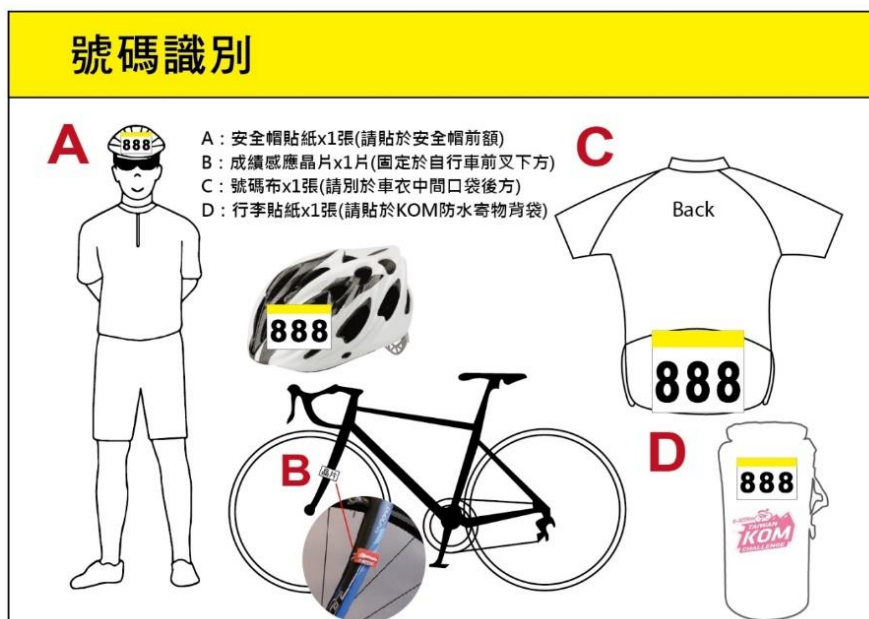 號碼識別
A
888
A：安全帽貼紙x1張(請貼於安全帽前額)
B：成績感應晶片x1片(固定於自行車前叉下方)
C：號碼布x1張(請別於車衣中間口袋後方)
D：行李貼紙x1張(請貼於KOM防水寄物背袋)
C
Back
888
888
B
晶片
D
888
TAIWAN
KOM
CHALLENGE